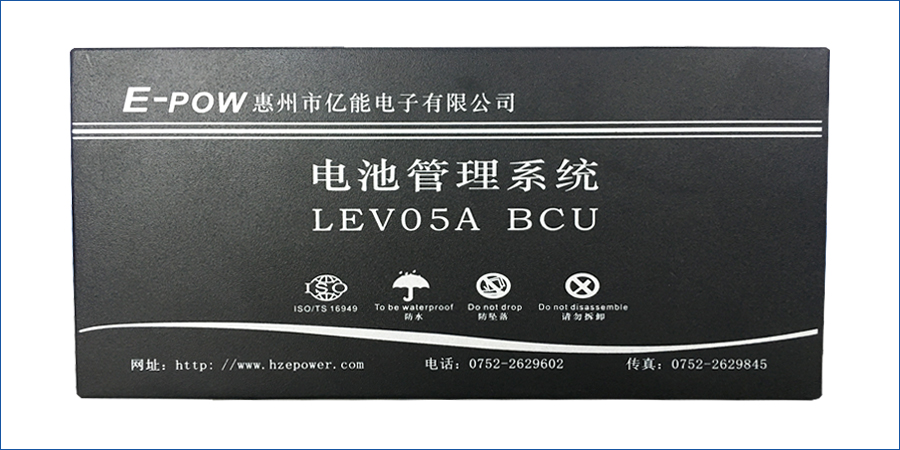 E-POW 惠州市亿能电子有限公司
电池管理系统
LEV05A BCU
ISO
ISO/TS 16949
To be waterproof
防水
Do not drop
防坠落
Do not disassemble
请勿拆卸
网址: http: //www.hzepower.com 电话: 0752-2629602 传真: 0752-2629845